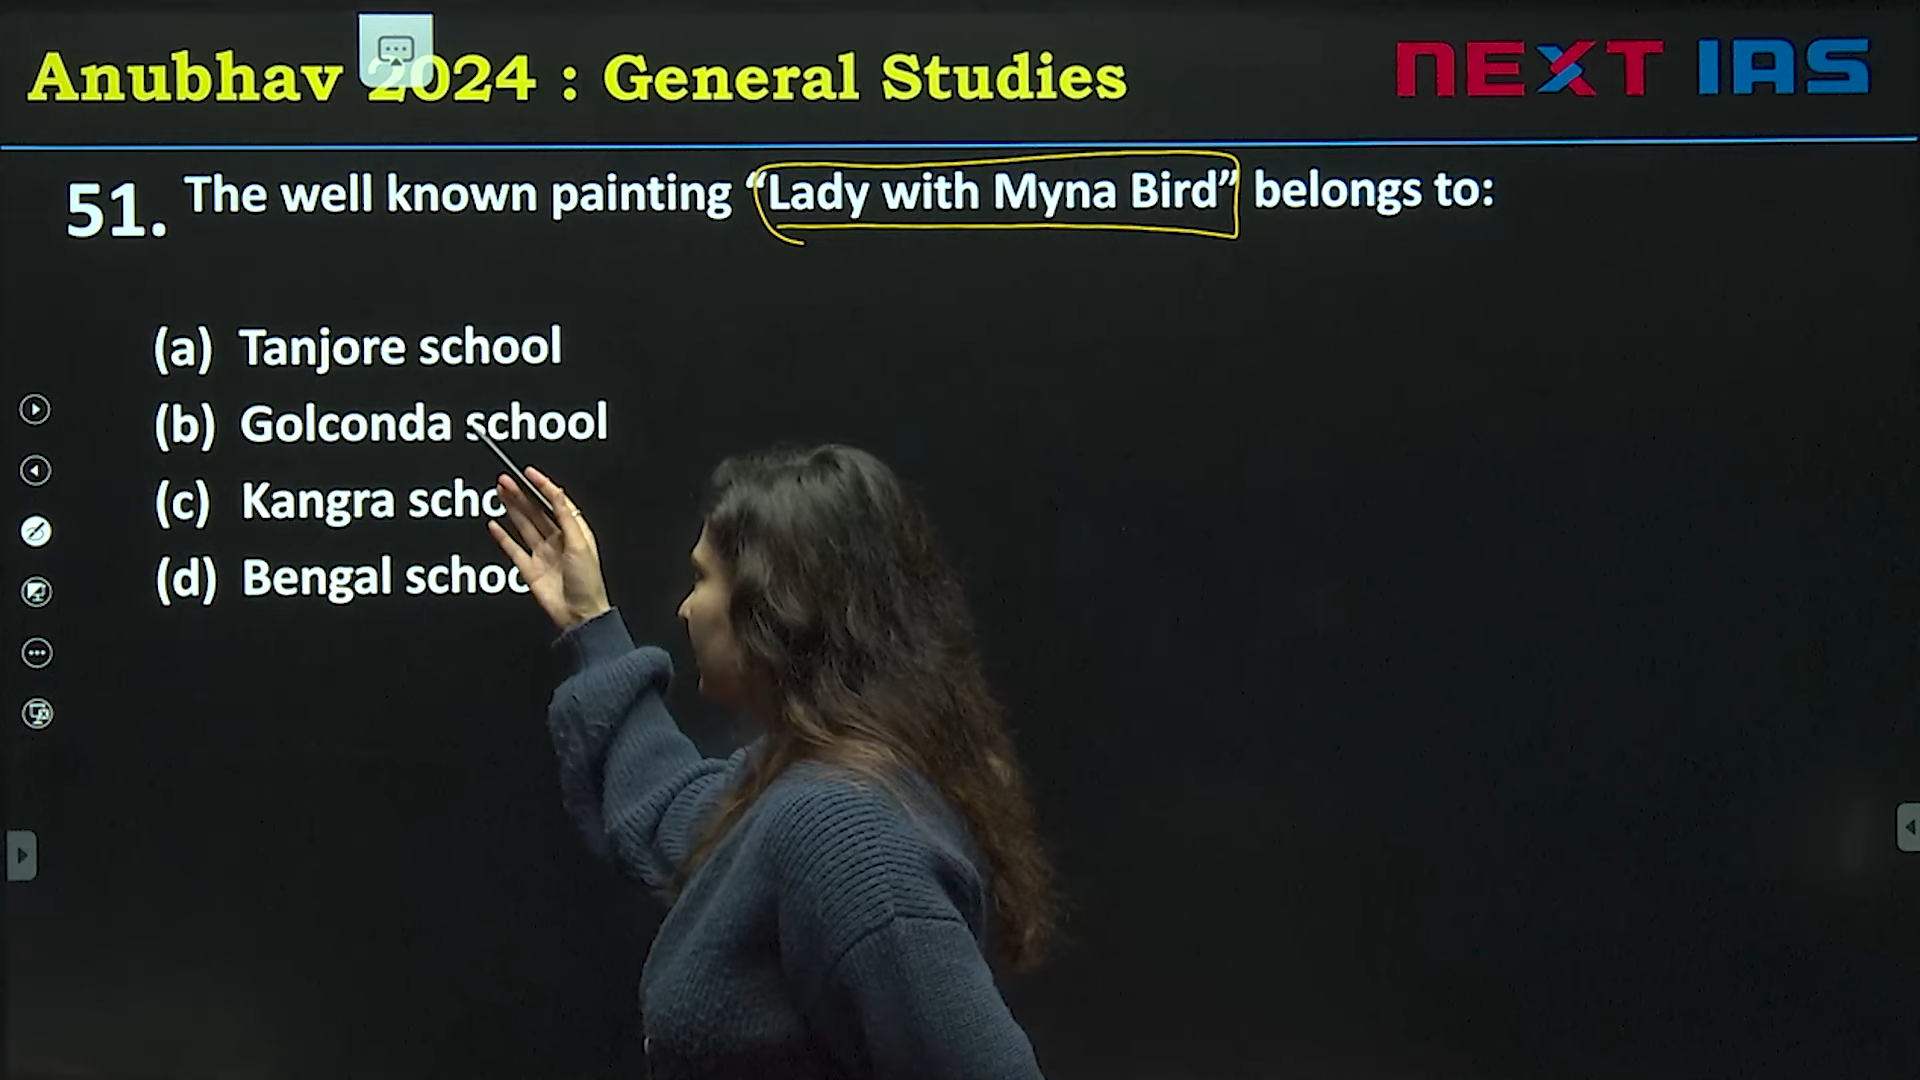 Anubhav 2024 : General Studies
NEXT IAS
51. The well known painting “Lady with Myna Bird” belongs to:
(a) Tanjore school
(b) Golconda school
(c) Kangra scho
(d) Bengal schoo